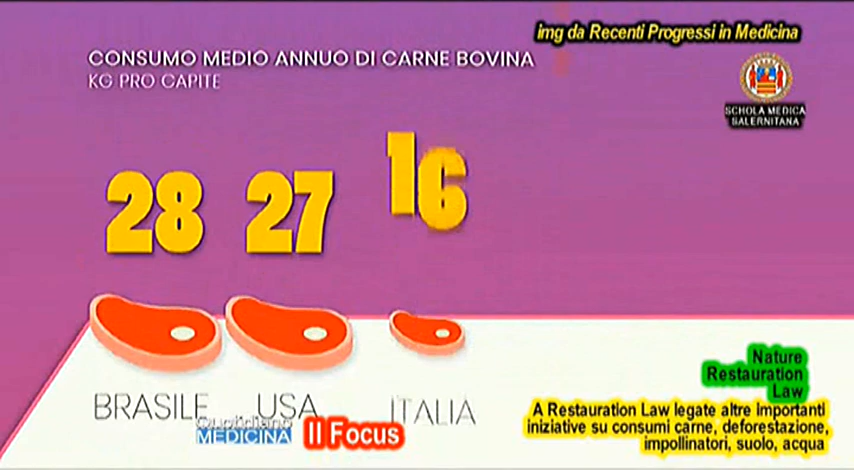 img da Recenti Progressi in Medicina
CONSUMO MEDIO ANNUO DI CARNE BOVINA
KG PRO CAPITE
SCHOLA MEDICA
SALERNITANA
28 27 16
BRASILE USA ITALIA
Quotidiano
MEDICINA Il Focus
Nature
Restauration
Law
A Restauration Law legate altre importanti
iniziative su consumi carne, deforestazione,
impollinatori, suolo, acqua